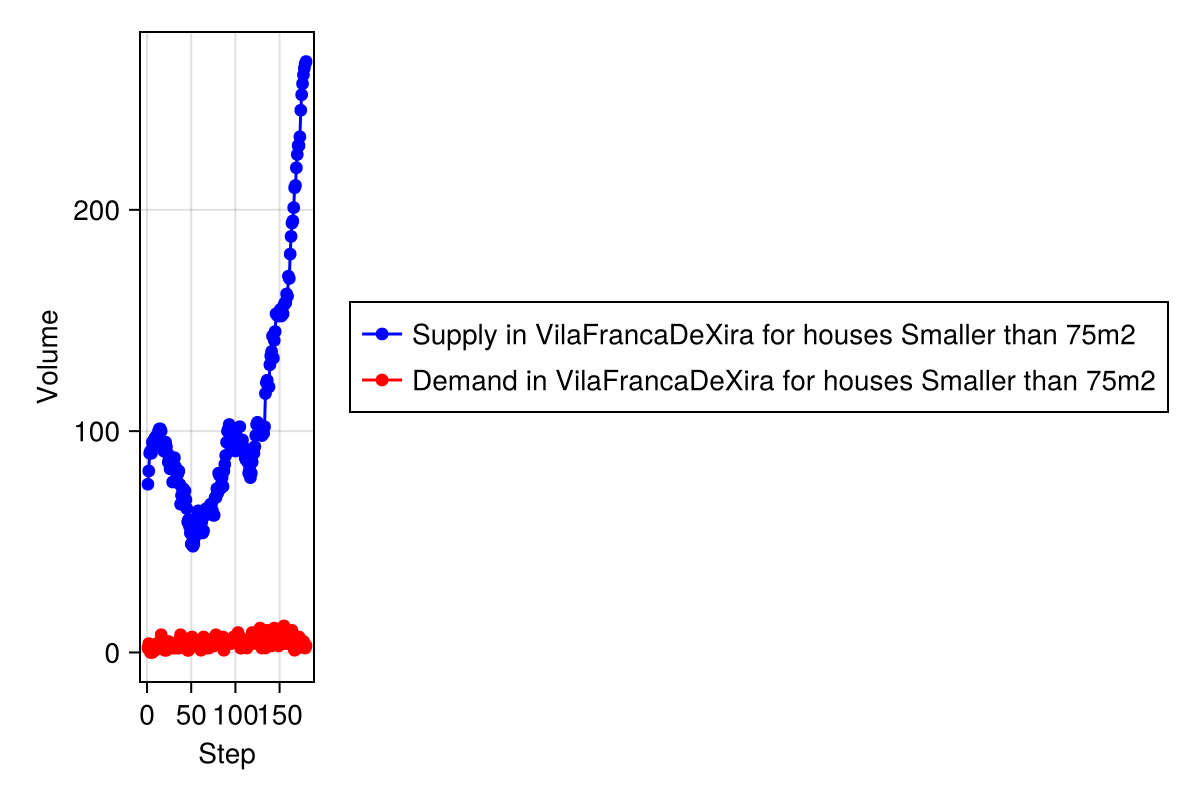 Volume
200
100
0
0 50 100 150
Step
Supply in VilaFrancaDeXira for houses Smaller than 75m2
Demand in VilaFrancaDeXira for houses Smaller than 75m2